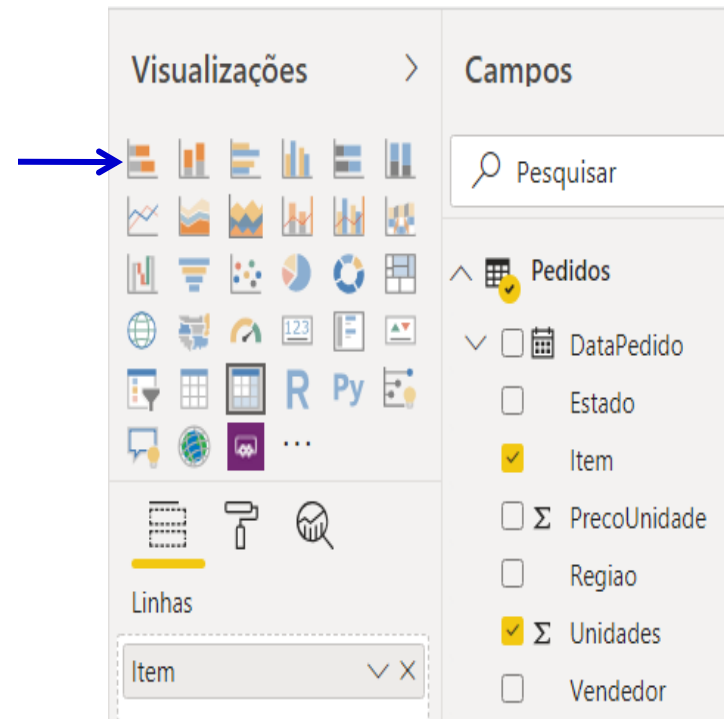 Visualizações
123
R Py
...
Linhas
Item
Campos
Pesquisar
Pedidos
DataPedido
Estado
Item
Σ PrecoUnidade
Regiao
Σ Unidades
Vendedor